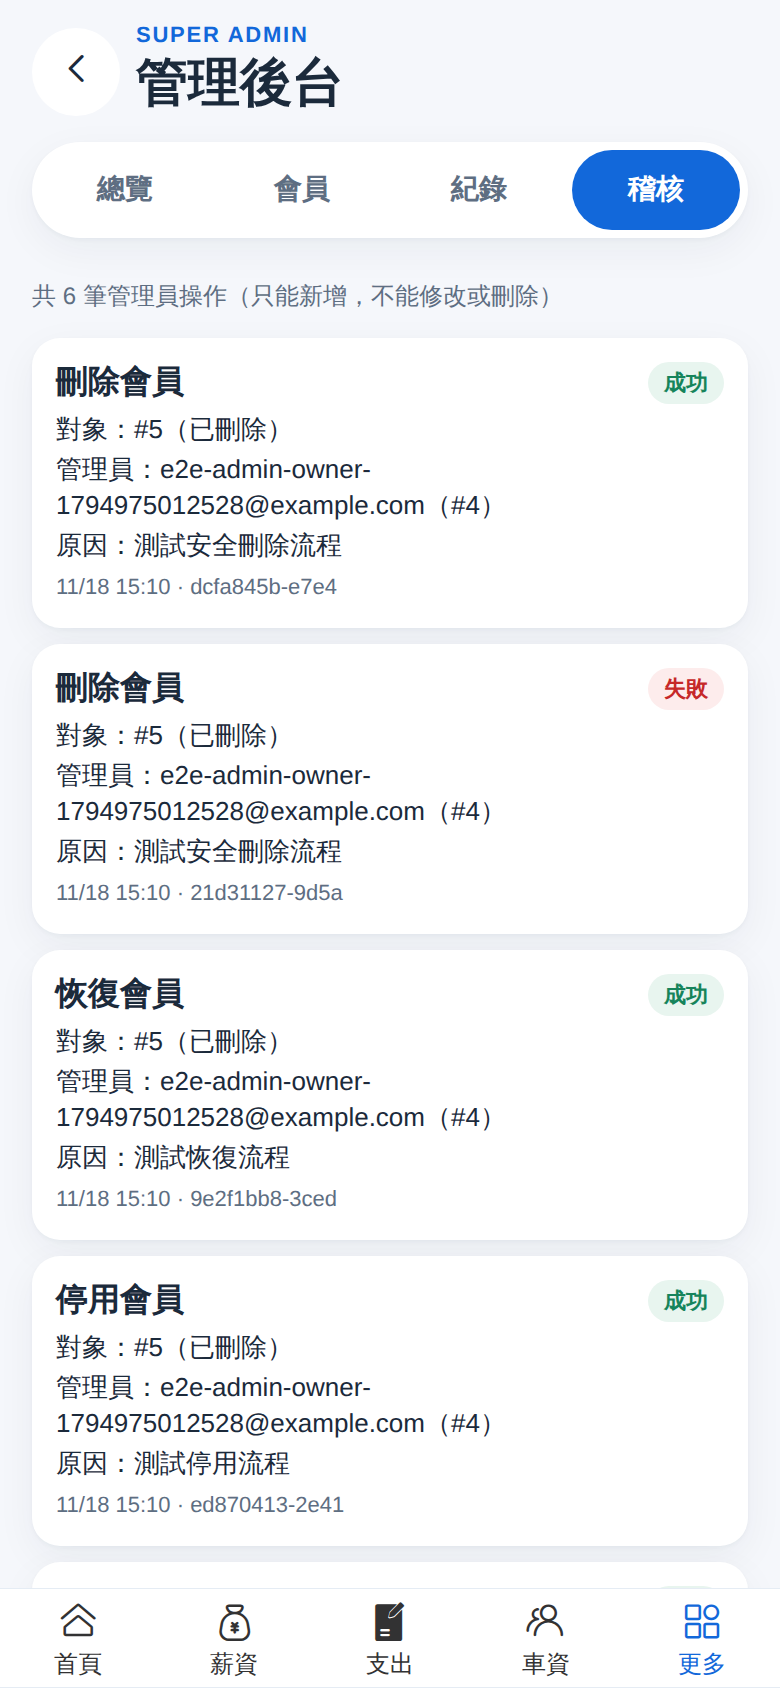 SUPER ADMIN
管理後台
總覽 會員 紀錄 稽核
共 6 筆管理員操作（只能新增，不能修改或刪除）
刪除會員 成功
對象：#5（已刪除）
管理員：e2e-admin-owner-
1794975012528@example.com（#4）
原因：測試安全刪除流程
11/18 15:10 · dcfa845b-e7e4
刪除會員 失敗
對象：#5（已刪除）
管理員：e2e-admin-owner-
1794975012528@example.com（#4）
原因：測試安全刪除流程
11/18 15:10 · 21d31127-9d5a
恢復會員 成功
對象：#5（已刪除）
管理員：e2e-admin-owner-
1794975012528@example.com（#4）
原因：測試恢復流程
11/18 15:10 · 9e2f1bb8-3ced
停用會員 成功
對象：#5（已刪除）
管理員：e2e-admin-owner-
1794975012528@example.com（#4）
原因：測試停用流程
11/18 15:10 · ed870413-2e41
首頁 薪資 支出 車資 更多